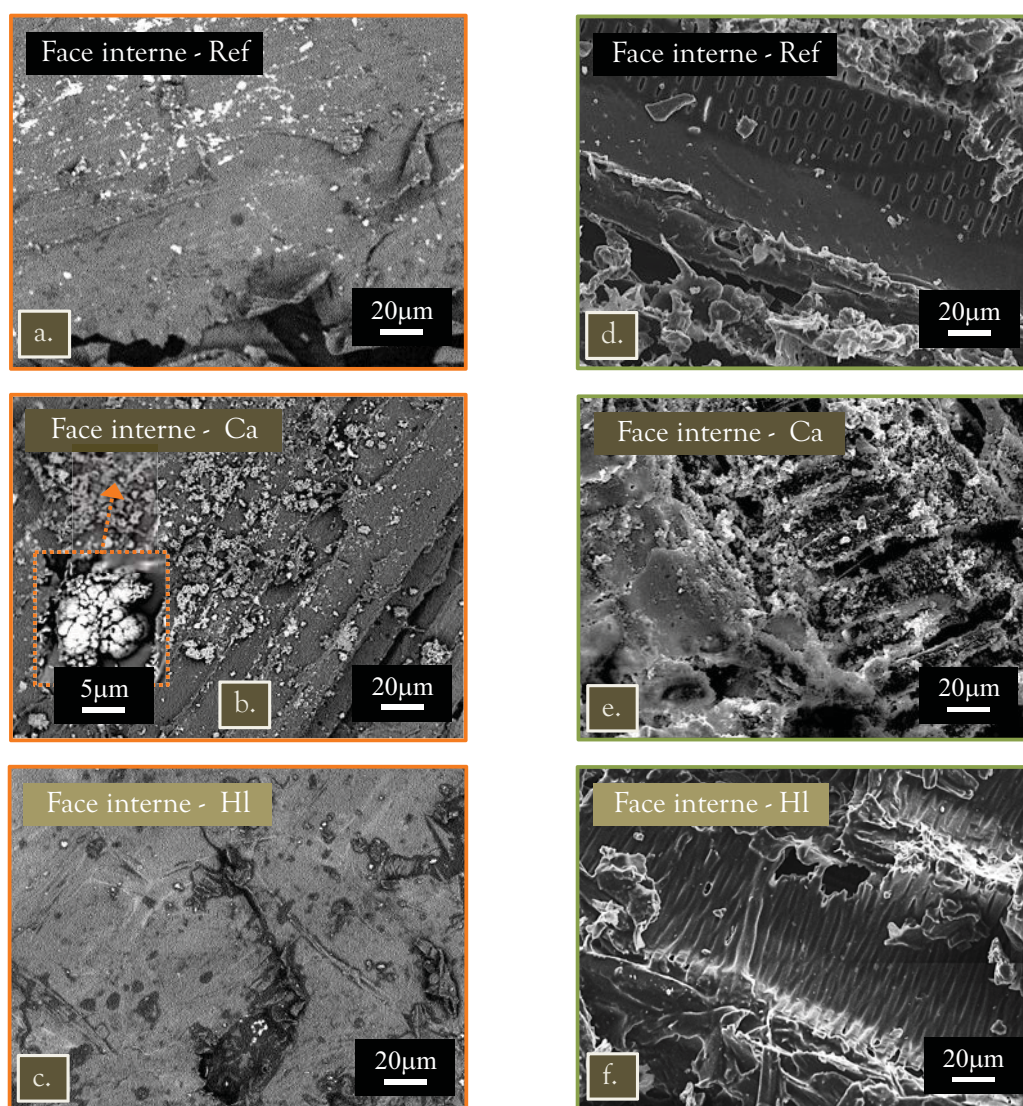 Face interne - Ref
20µm
a.
Face interne - Ref
20µm
d.
Face interne - Ca
5µm
20µm
b.
Face interne - Ca
20µm
e.
Face interne - Hl
20µm
c.
Face interne - Hl
20µm
f.